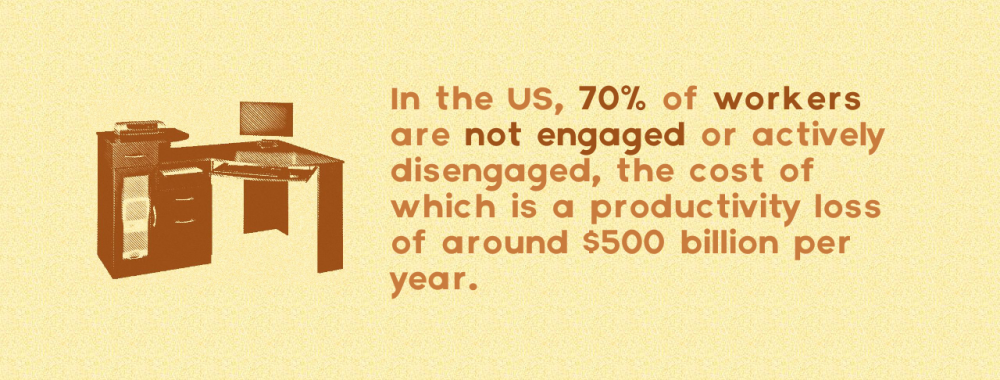 In the US, 70% of workers
are not engaged or actively
disengaged, the cost of
which is a productivity loss
of around $500 billion per
year.